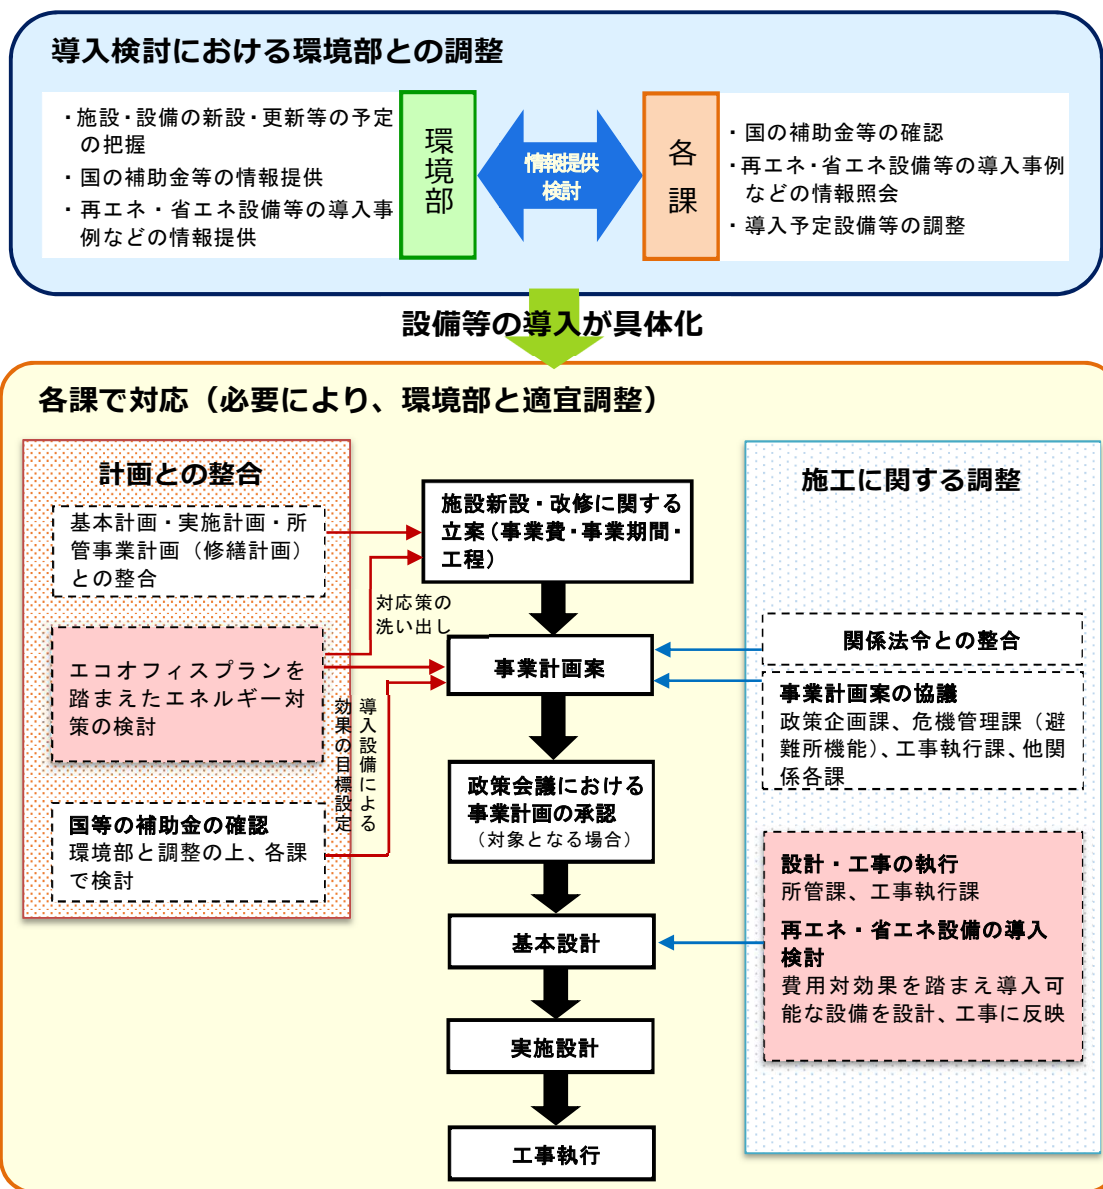 導入検討における環境部との調整
・施設・設備の新設・更新等の予定
の把握
・国の補助金等の情報提供
・再エネ・省エネ設備等の導入事
例などの情報提供
環境部
情報提供
検討
各課
・国の補助金等の確認
・再エネ・省エネ設備等の導入事例
などの情報照会
・導入予定設備等の調整
設備等の導入が具体化
各課で対応（必要により、環境部と適宜調整）
計画との整合
基本計画・実施計画・所
管事業計画（修繕計画）
との整合
エコオフィスプランを
踏まえたエネルギー対
策の検討
国等の補助金の確認
環境部と調整の上、各課
で検討
対応策の
洗い出し
導入設備による
効果の目標設定
施設新設・改修に関する
立案（事業費・事業期間・
工程）
事業計画案
政策会議における
事業計画の承認
（対象となる場合）
基本設計
実施設計
工事執行
施工に関する調整
関係法令との整合
事業計画案の協議
政策企画課、危機管理課（避
難所機能）、工事執行課、他関
係各課
設計・工事の執行
所管課、工事執行課
再エネ・省エネ設備の導入
検討
費用対効果を踏まえ導入可
能な設備を設計、工事に反映